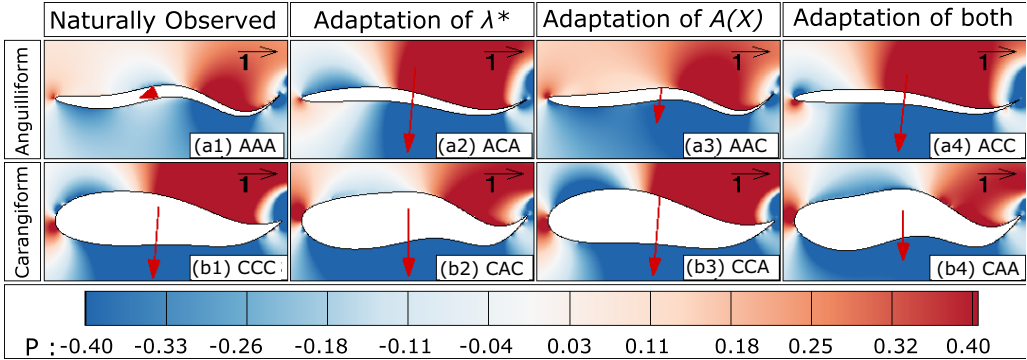 Naturally Observed Adaptation of λ* Adaptation of A(X) Adaptation of both
Anguilliform
1 1 1 1
(a1) AAA (a2) ACA (a3) AAC (a4) ACC
Carangiform
1 1 1 1
(b1) CCC (b2) CAC (b3) CCA (b4) CAA
P : -0.40 -0.33 -0.26 -0.18 -0.11 -0.04 0.03 0.11 0.18 0.25 0.32 0.40